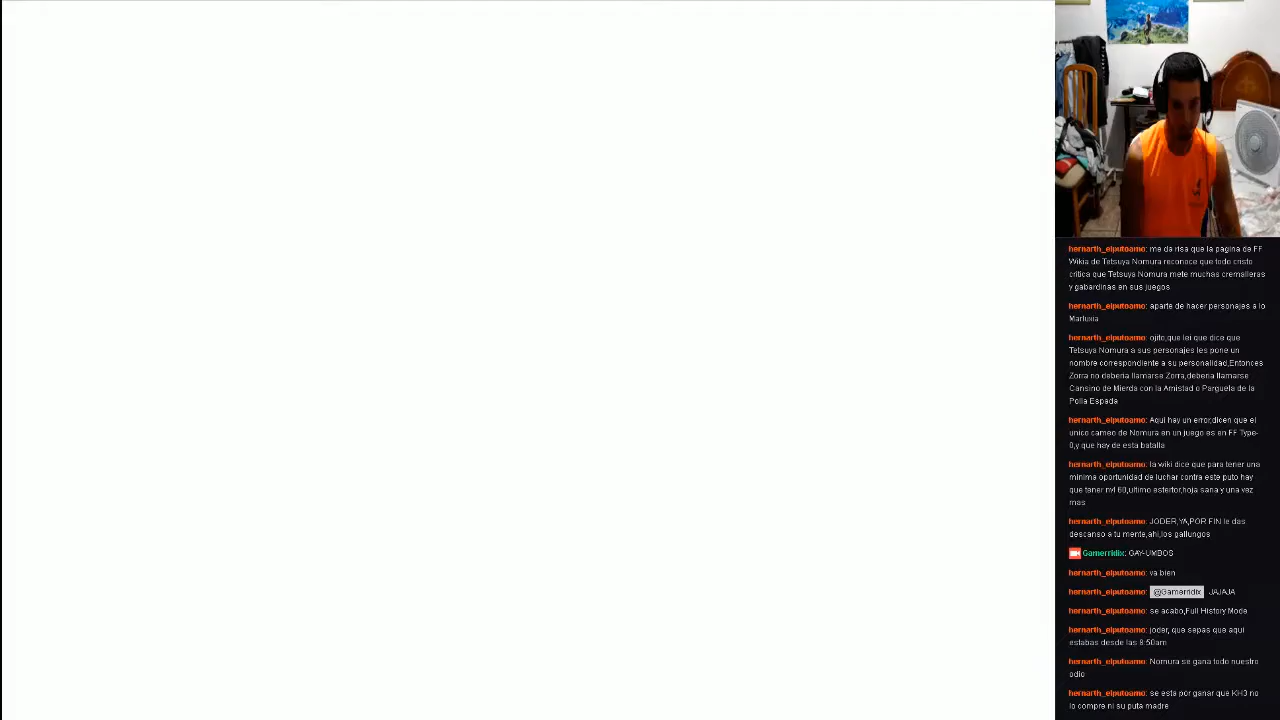 hernarth_elputoamo: me da risa que la pagina de FF
Wikia de Tetsuya Nomura reconoce que todo cristo
critica que Tetsuya Nomura mete muchas cremalleras
y gabardinas en sus juegos
hernarth_elputoamo: aparte de hacer personajes a lo
Marluxia
hernarth_elputoamo: ojito,que lei que dice que
Tetsuya Nomura a sus personajes les pone un
nombre correspondiente a su personalidad,Entonces
Zorra no deberia llamarse Zorra,deberia llamarse
Cansino de Mierda con la Amistad o Parguela de la
Polla Espada
hernarth_elputoamo: Aqui hay un error,dicen que el
unico cameo de Nomura en un juego es en FF Type-
0,y que hay de esta batalla
hernarth_elputoamo: la wiki dice que para tener una
minima oportunidad de luchar contra este puto hay
que tener nvl 60,ultimo estertor,hoja sana y una vez
mas
hernarth_elputoamo: JODER,YA,POR FIN le das
descanso a tu mente,ahi,los gallungos
Gamerridix: GAY-UMBOS
hernarth_elputoamo: va bien
hernarth_elputoamo: @Gamerridix JAJAJA
hernarth_elputoamo: se acabo,Full History Mode
hernarth_elputoamo: joder, que sepas que aqui
estabas desde las 8:50am
hernarth_elputoamo: Nomura se gana todo nuestro
odio
hernarth_elputoamo: se esta por ganar que KH3 no
lo compre ni su puta madre